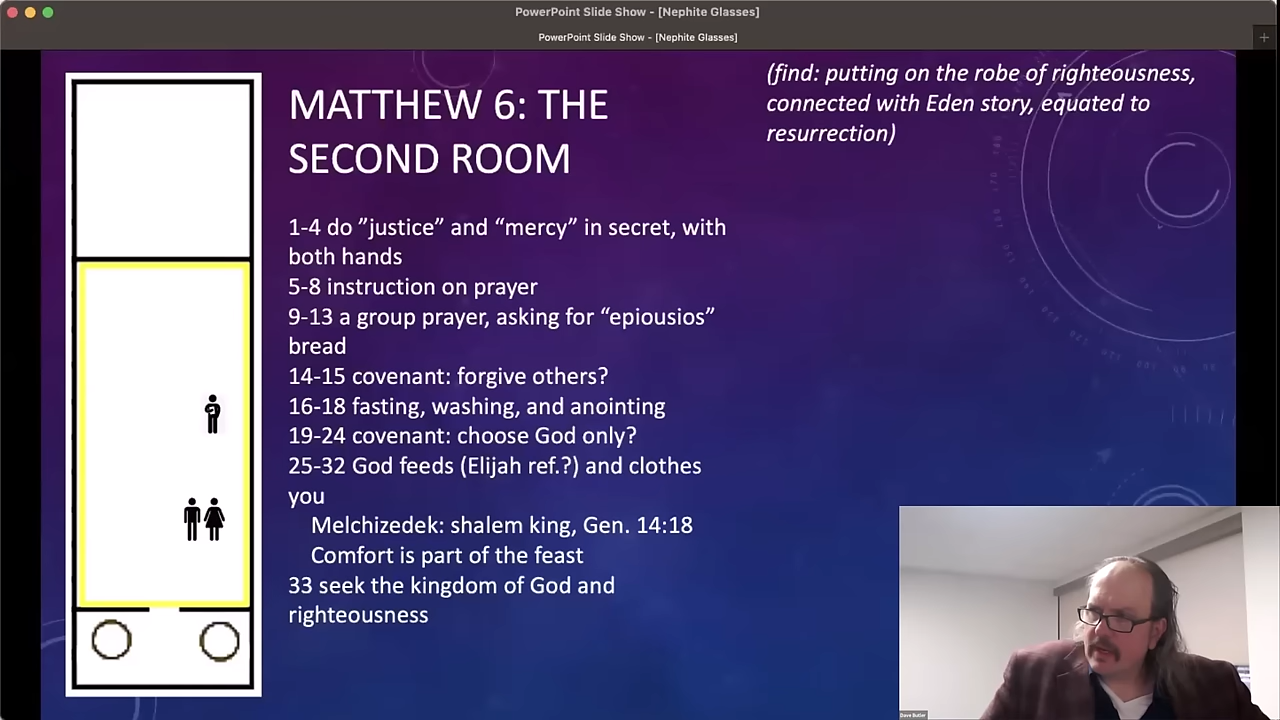 PowerPoint Slide Show - [Nephite Glasses]
PowerPoint Slide Show - [Nephite Glasses]
MATTHEW 6: THE
SECOND ROOM
1-4 do ”justice” and “mercy” in secret, with
both hands
5-8 instruction on prayer
9-13 a group prayer, asking for “epiousios”
bread
14-15 covenant: forgive others?
16-18 fasting, washing, and anointing
19-24 covenant: choose God only?
25-32 God feeds (Elijah ref.?) and clothes
you
Melchizedek: shalem king, Gen. 14:18
Comfort is part of the feast
33 seek the kingdom of God and
righteousness
(find: putting on the robe of righteousness,
connected with Eden story, equated to
resurrection)
Dave Butler